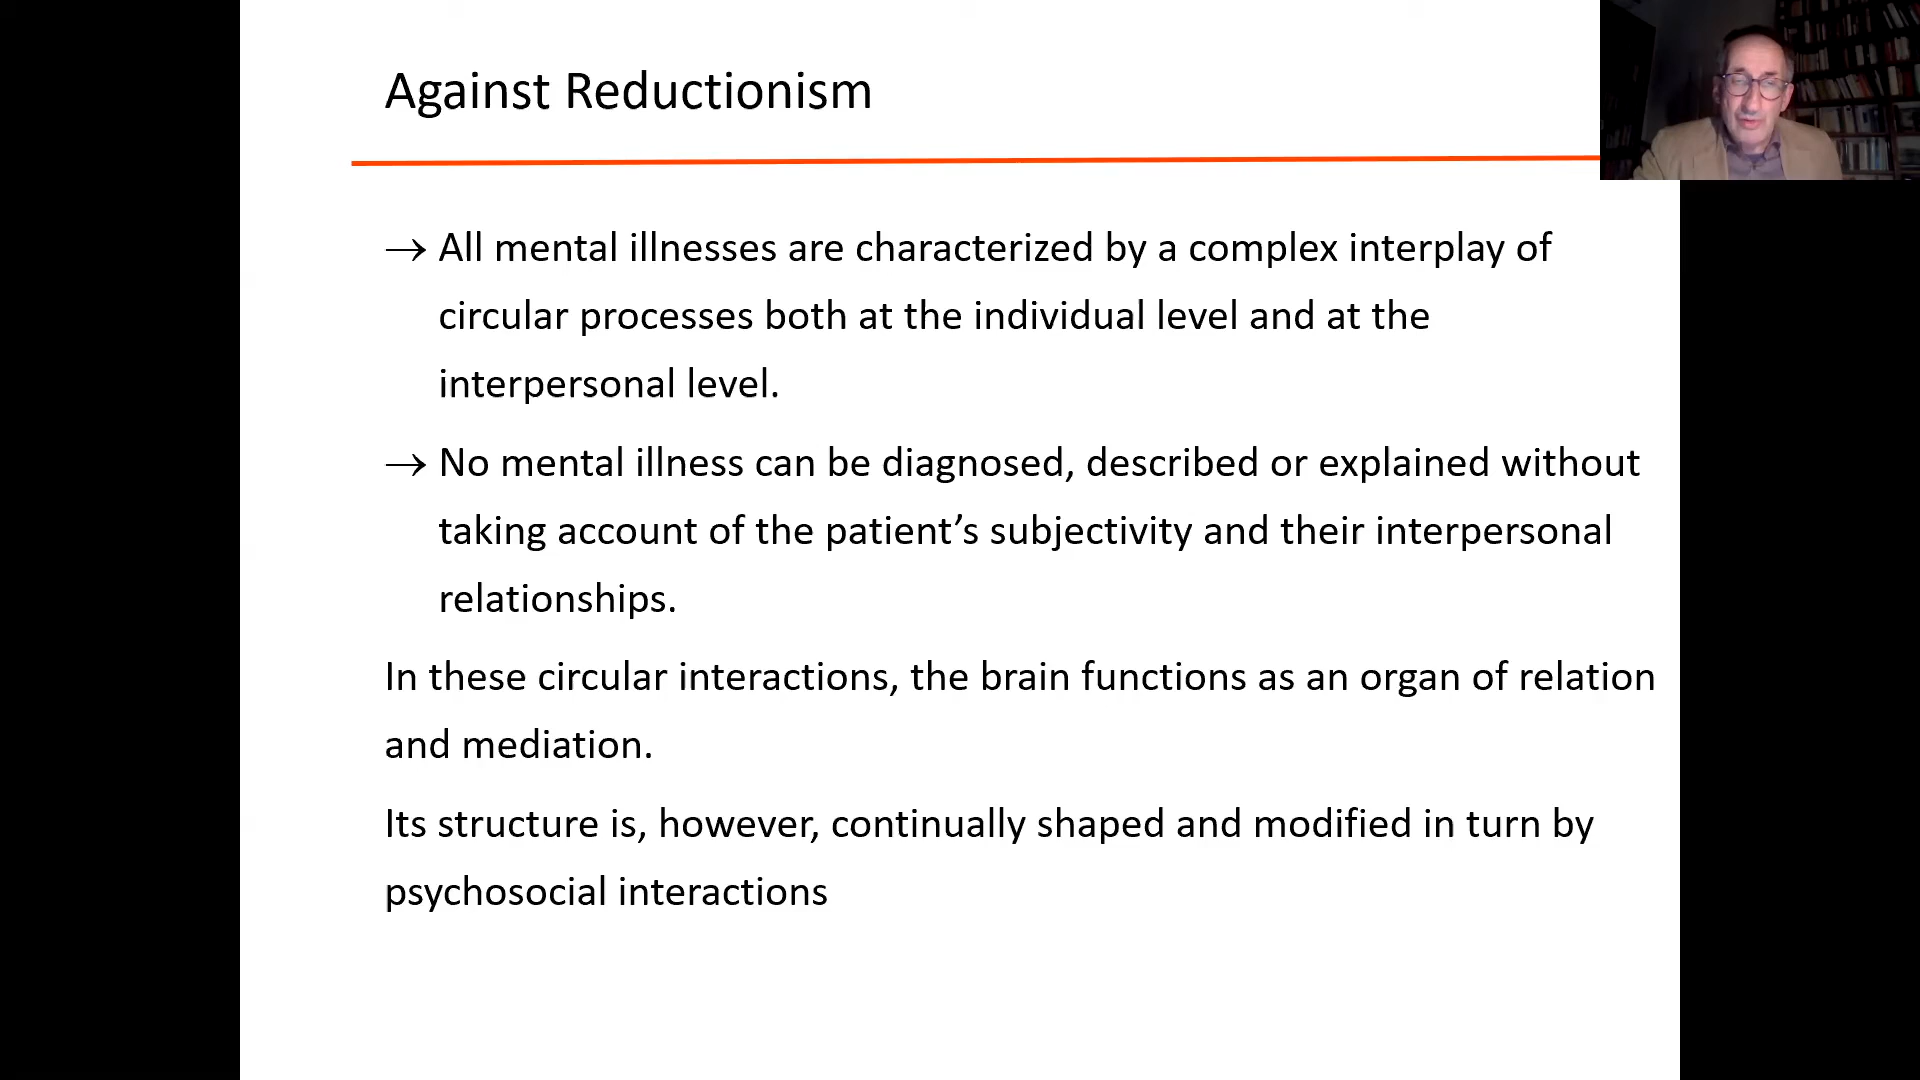 Against Reductionism
→ All mental illnesses are characterized by a complex interplay of
circular processes both at the individual level and at the
interpersonal level.
→ No mental illness can be diagnosed, described or explained without
taking account of the patient’s subjectivity and their interpersonal
relationships.
In these circular interactions, the brain functions as an organ of relation
and mediation.
Its structure is, however, continually shaped and modified in turn by
psychosocial interactions